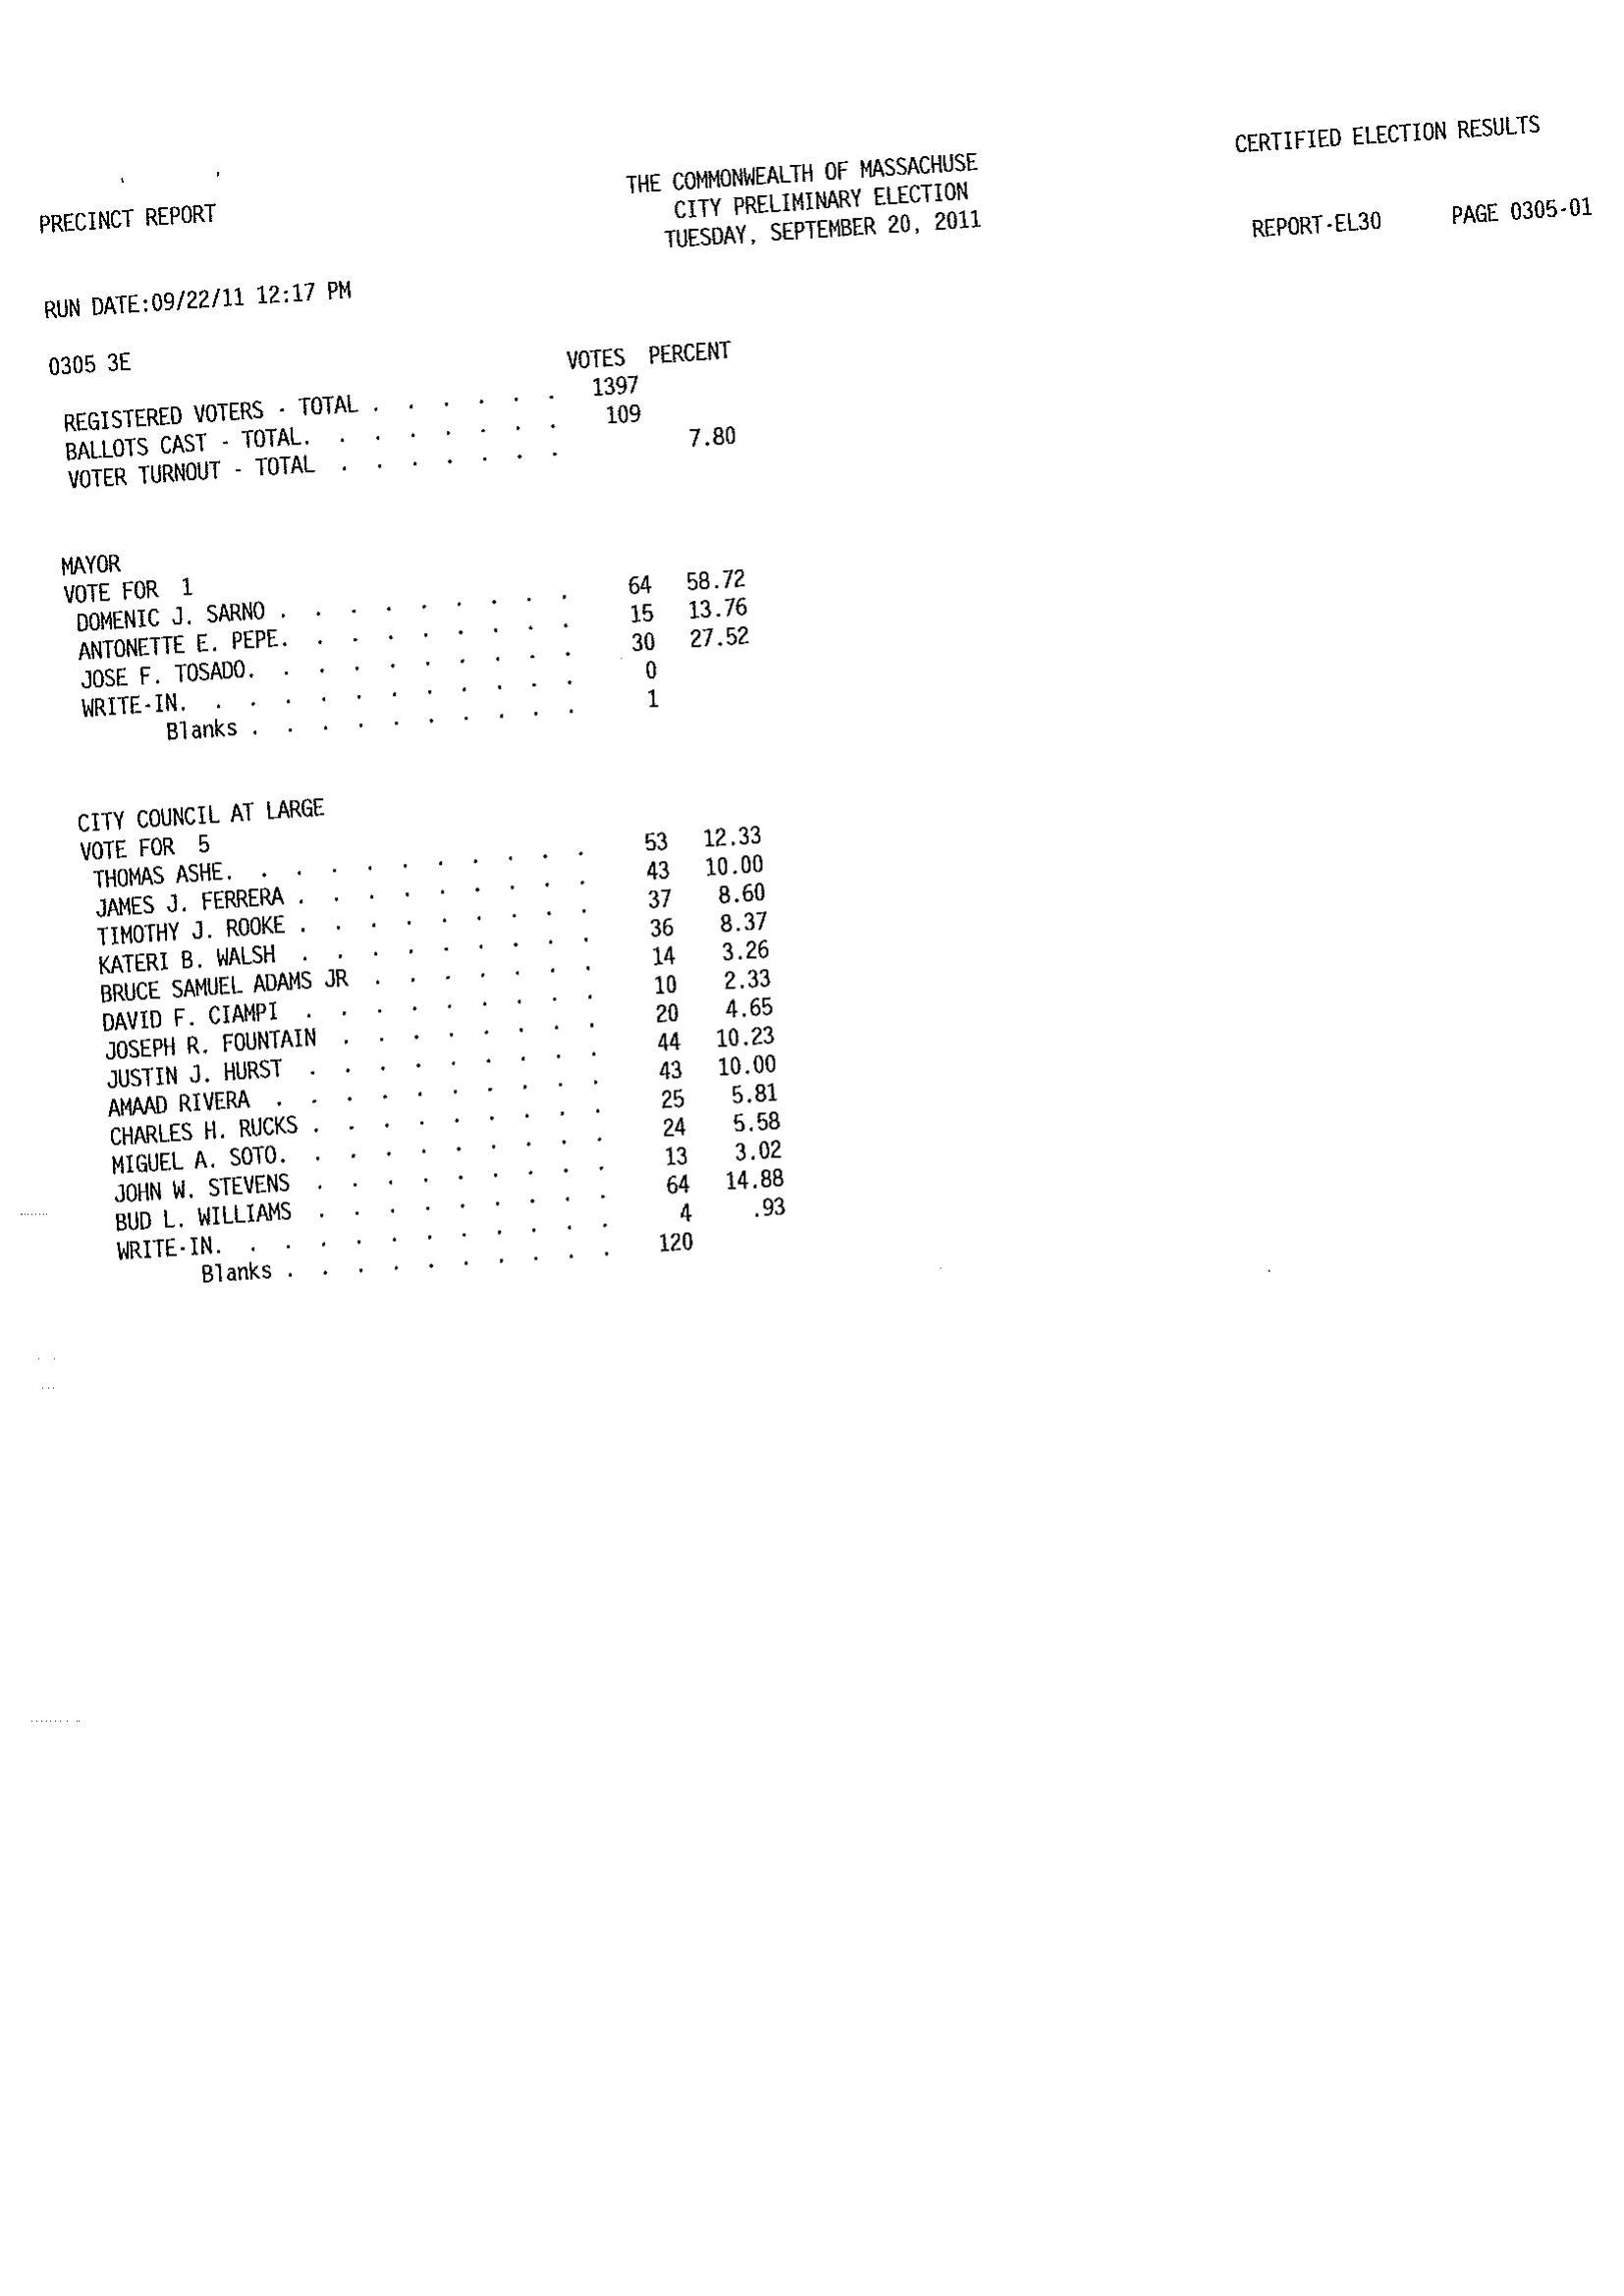 CERTIFIED ELECTION RESULTS
THE COMMONWEALTH OF MASSACHUSE
PRECINCT REPORT CITY PRELIMINARY ELECTION
TUESDAY, SEPTEMBER 20, 2011 REPORT-EL30 PAGE 0305-01
RUN DATE:09/22/11 12:17 PM
0305 3E
VOTES PERCENT
REGISTERED VOTERS - TOTAL . . . . . . 1397
BALLOTS CAST - TOTAL. . . . . . . . 109
VOTER TURNOUT - TOTAL . . . . . . . 7.80
MAYOR
VOTE FOR 1
DOMENIC J. SARNO . . . . . . . . . 64 58.72
ANTONETTE E. PEPE. . . . . . . . . 15 13.76
JOSE F. TOSADO. . . . . . . . . . 30 27.52
WRITE-IN. . . . . . . . . . . . 0
Blanks . . . . . . . . . . 1
CITY COUNCIL AT LARGE
VOTE FOR 5
THOMAS ASHE. . . . . . . . . . . 53 12.33
JAMES J. FERRERA . . . . . . . . . 43 10.00
TIMOTHY J. ROOKE . . . . . . . . . 37 8.60
KATERI B. WALSH . . . . . . . . . 36 8.37
BRUCE SAMUEL ADAMS JR . . . . . . . 14 3.26
DAVID F. CIAMPI . . . . . . . . . 10 2.33
JOSEPH R. FOUNTAIN . . . . . . . . 20 4.65
JUSTIN J. HURST . . . . . . . . . 44 10.23
AMAAD RIVERA . . . . . . . . . . 43 10.00
CHARLES H. RUCKS . . . . . . . . . 25 5.81
MIGUEL A. SOTO. . . . . . . . . . 24 5.58
JOHN W. STEVENS . . . . . . . . . 13 3.02
BUD L. WILLIAMS . . . . . . . . . 64 14.88
WRITE-IN. . . . . . . . . . . . 4 .93
Blanks . . . . . . . . . . 120